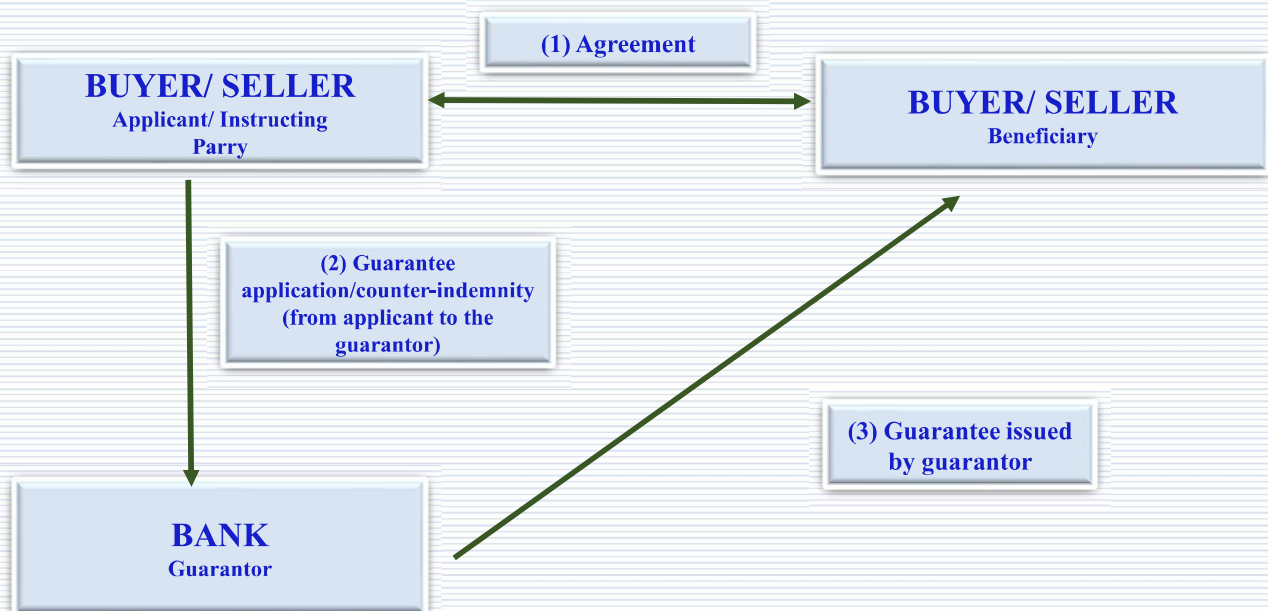 (1) Agreement
BUYER/ SELLER
Applicant/ Instructing
Parry
BUYER/ SELLER
Beneficiary
(2) Guarantee
application/counter-indemnity
(from applicant to the
guarantor)
(3) Guarantee issued
by guarantor
BANK
Guarantor